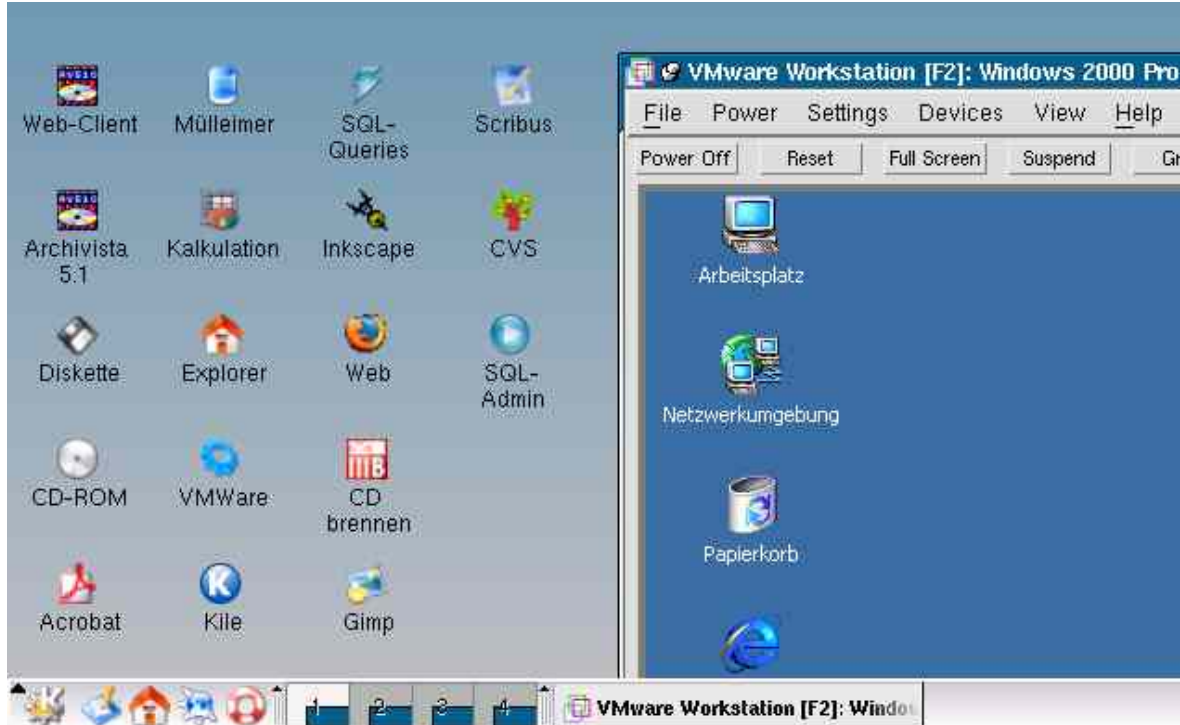 Web-Client
Mülleimer
SQL-
Queries
Scribus
Archivista
5.1
Kalkulation
Inkscape
CVS
Diskette
Explorer
Web
SQL-
Admin
CD-ROM
VMWare
CD
brennen
Acrobat
Kile
Gimp
VMware Workstation [F2]: Windows 2000 Pro
File Power Settings Devices View Help
Power Off Reset Full Screen Suspend Gr
Arbeitsplatz
Netzwerkumgebung
Papierkorb
1 2 3 4
VMware Workstation [F2]: Windo